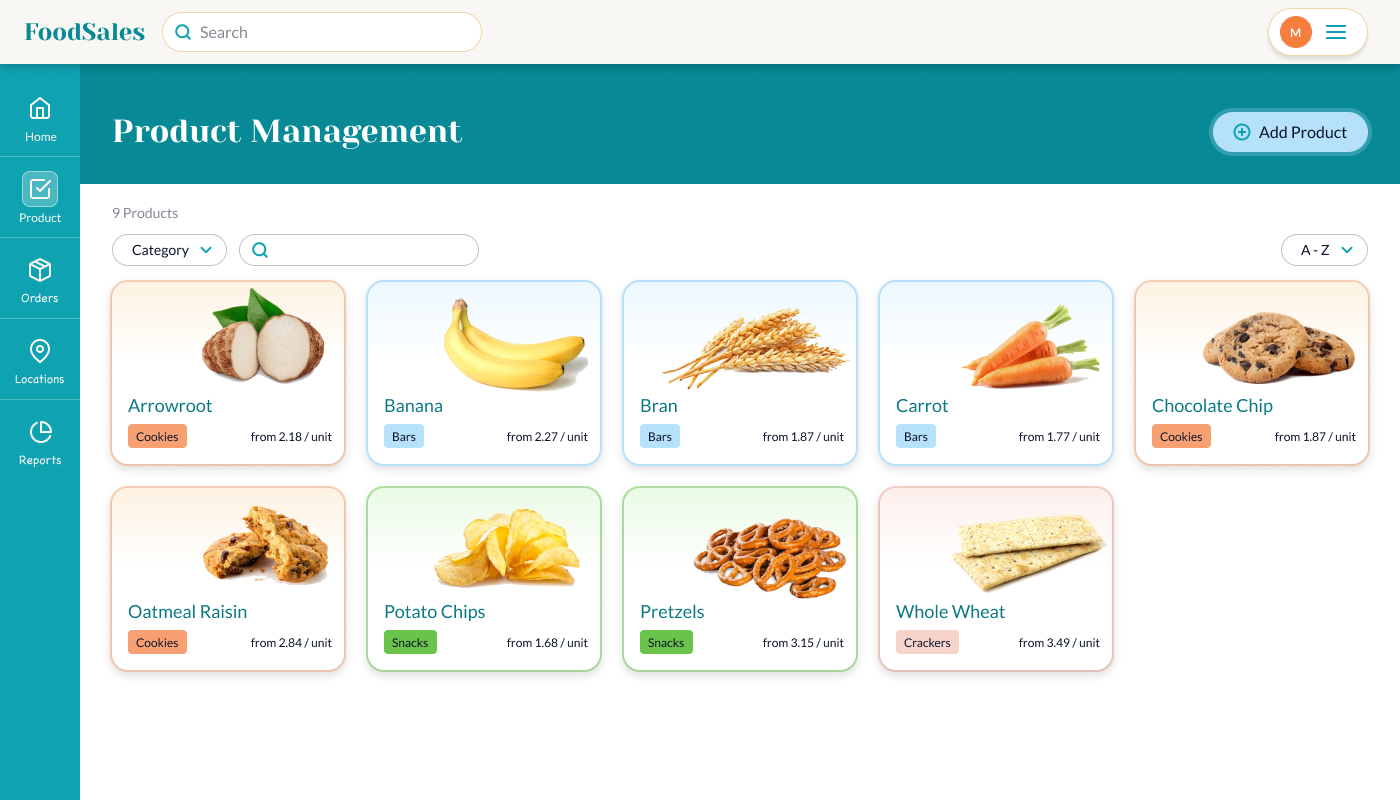 FoodSales
Search
M
Home
Product
Orders
Locations
Reports
Product Management
Add Product
9 Products
Category
A - Z
Arrowroot
Cookies
from 2.18 / unit
Banana
Bars
from 2.27 / unit
Bran
Bars
from 1.87 / unit
Carrot
Bars
from 1.77 / unit
Chocolate Chip
Cookies
from 1.87 / unit
Oatmeal Raisin
Cookies
from 2.84 / unit
Potato Chips
Snacks
from 1.68 / unit
Pretzels
Snacks
from 3.15 / unit
Whole Wheat
Crackers
from 3.49 / unit